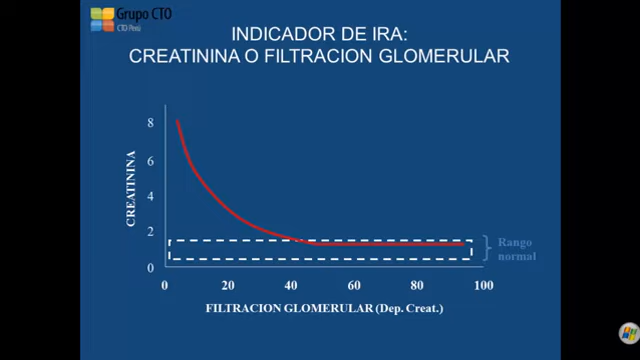 Grupo CTO
CTO Perú
INDICADOR DE IRA:
CREATININA O FILTRACION GLOMERULAR
CREATININA
8
6
4
2
0
0 20 40 60 80 100
Rango
normal
FILTRACION GLOMERULAR (Dep. Creat.)